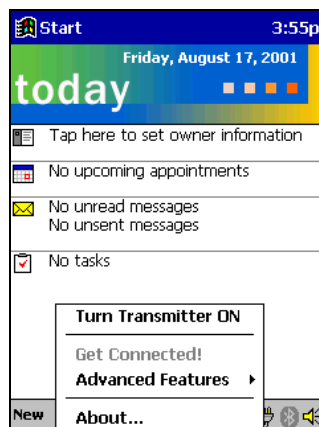 Start 3:55p
Friday, August 17, 2001
today
Tap here to set owner information
No upcoming appointments
No unread messages
No unsent messages
No tasks
Turn Transmitter ON
Get Connected!
Advanced Features
New About...